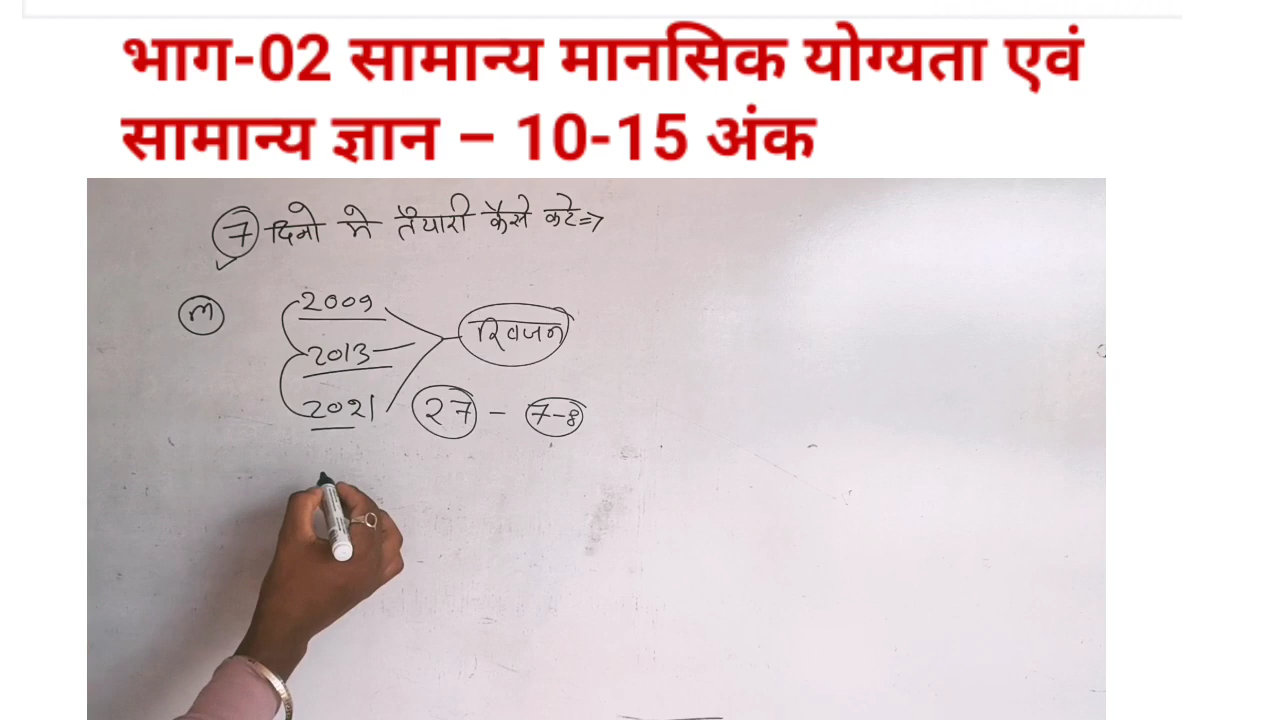 भाग-02 सामान्य मानसिक योग्यता एवं
सामान्य ज्ञान – 10-15 अंक
7 दिनो मे तैयारी कैसे करे⇒
m
2009
2013
रिवजन
2021
27 – 7-8